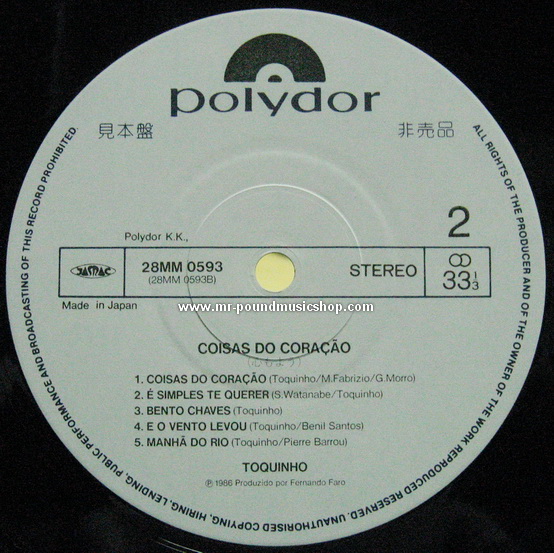 polydor
見本盤
非売品
2
Polydor K.K.,
JASRAC
28MM 0593
(28MM 0593B)
STEREO
33 1/3
Made in Japan
www.mr-poundmusicshop.com
COISAS DO CORAÇÃO
1. COISAS DO CORAÇÃO (Toquinho/M.Fabrizio/G.Morro)
2. É SIMPLES TE QUERER (S.Watanabe/Toquinho)
3. BENTO CHAVES (Toquinho)
4. E O VENTO LEVOU (Toquinho/Benil Santos)
5. MANHÃ DO RIO (Toquinho/Pierre Barrou)
TOQUINHO
Ⓟ 1986 Produzido por Fernando Faro
ALL RIGHTS OF THE PRODUCER AND OF THE OWNER OF THE WORK REPRODUCED RESERVED. UNAUTHORISED COPYING, HIRING, LENDING, PUBLIC PERFORMANCE AND BROADCASTING OF THIS RECORD PROHIBITED.